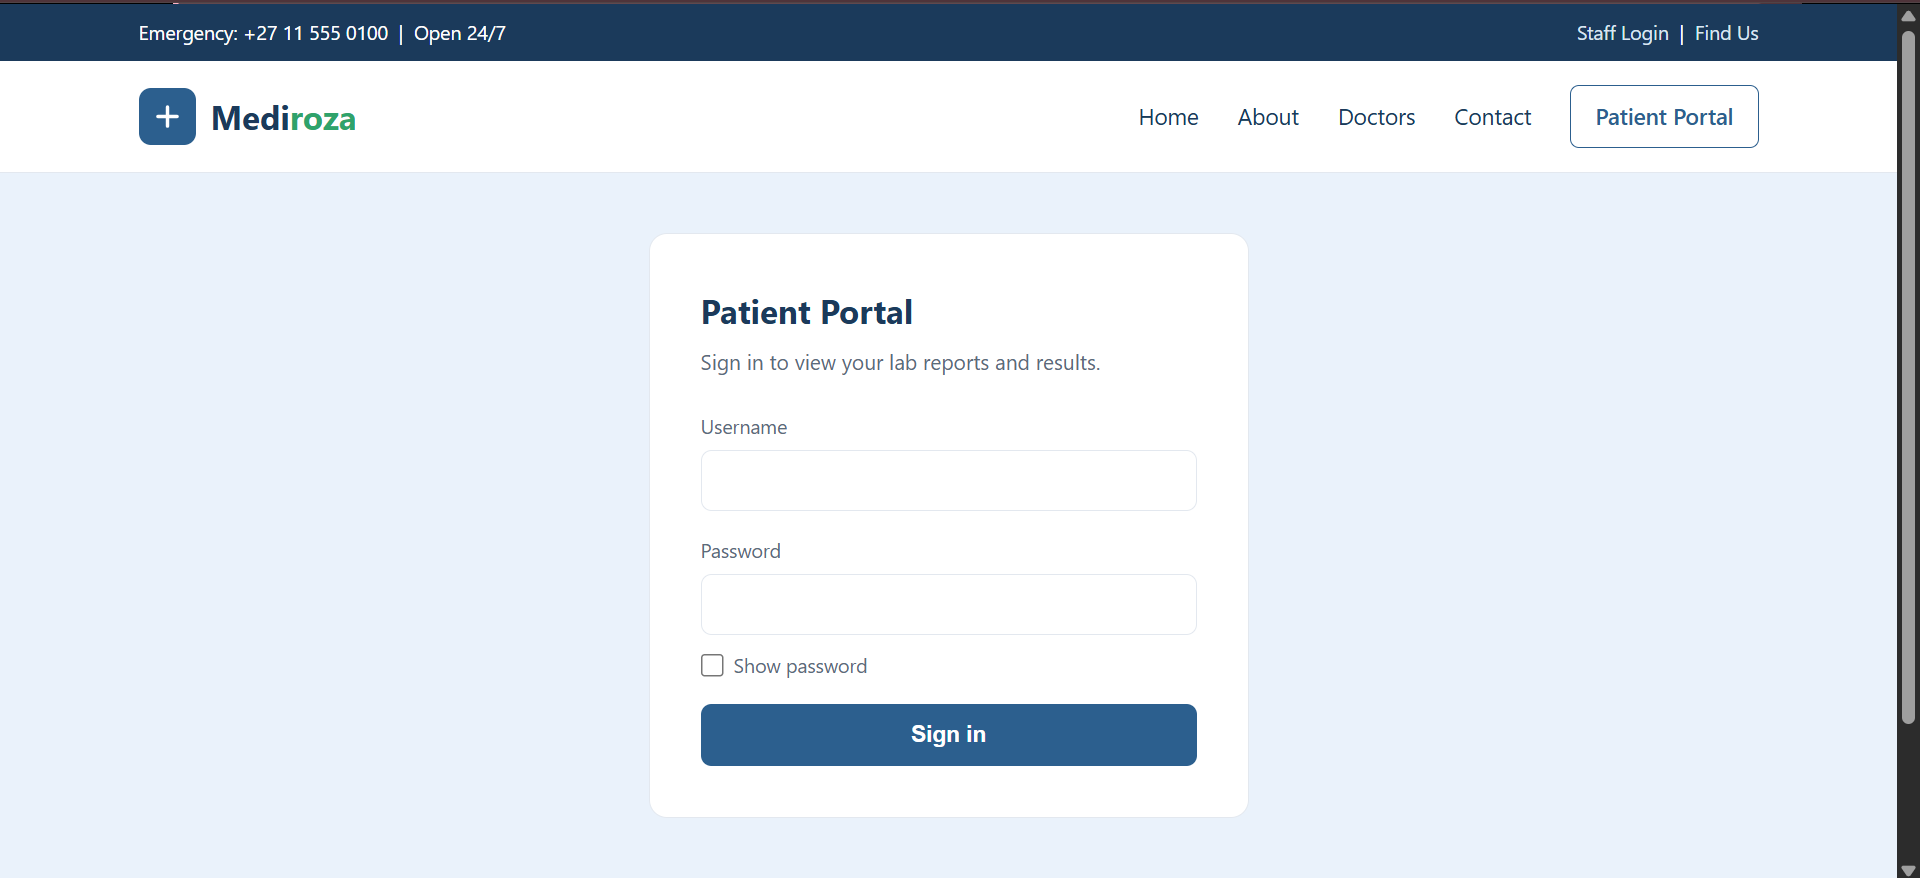 Emergency: +27 11 555 0100 | Open 24/7
Staff Login | Find Us
Mediroza
Home
About
Doctors
Contact
Patient Portal
Patient Portal
Sign in to view your lab reports and results.
Username
Password
Show password
Sign in